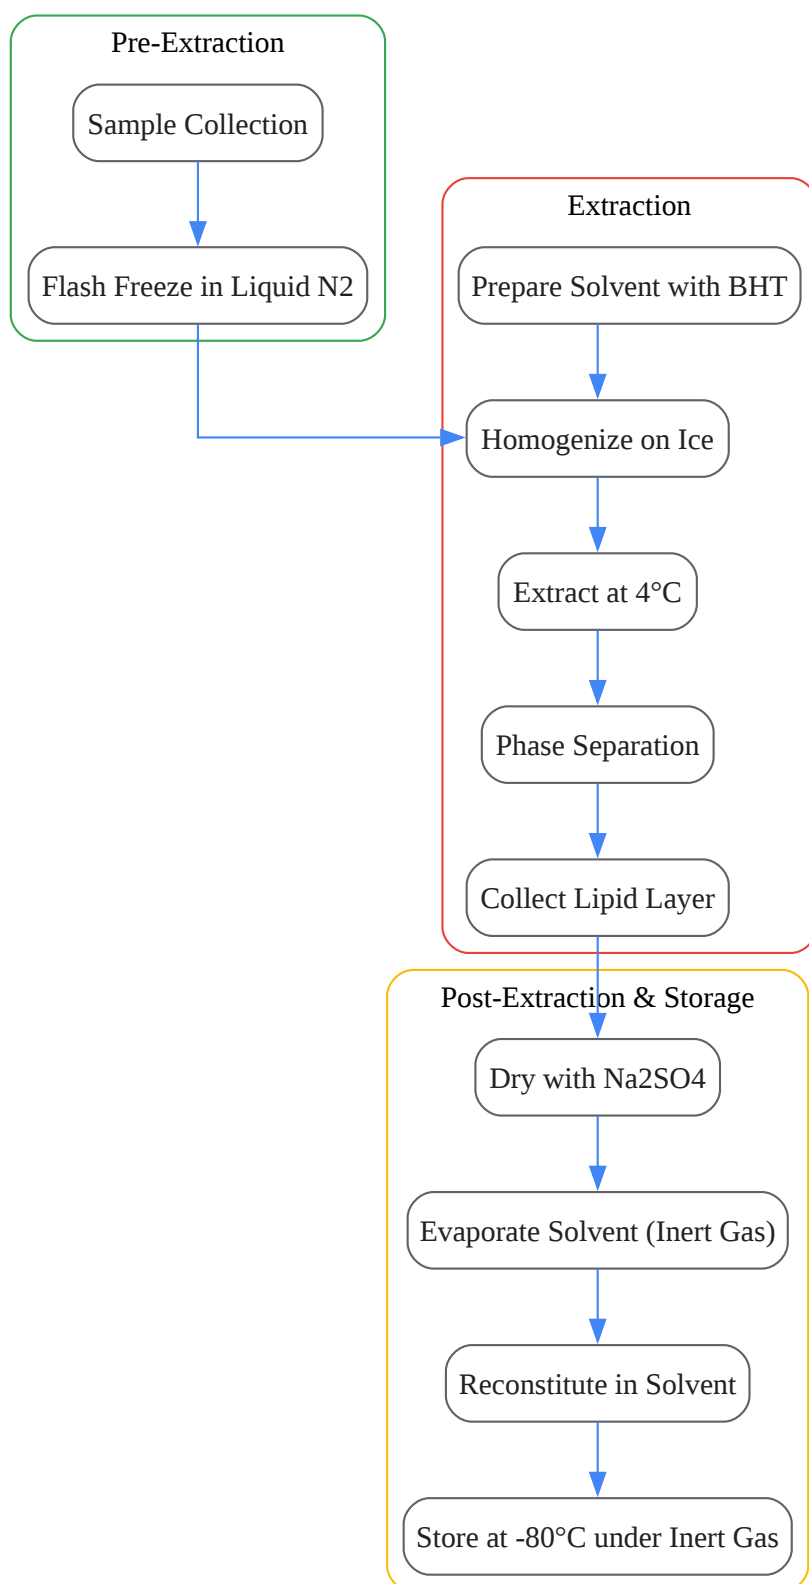 Pre-Extraction
Sample Collection
Flash Freeze in Liquid N2
Extraction
Prepare Solvent with BHT
Homogenize on Ice
Extract at 4°C
Phase Separation
Collect Lipid Layer
Post-Extraction & Storage
Dry with Na2SO4
Evaporate Solvent (Inert Gas)
Reconstitute in Solvent
Store at -80°C under Inert Gas